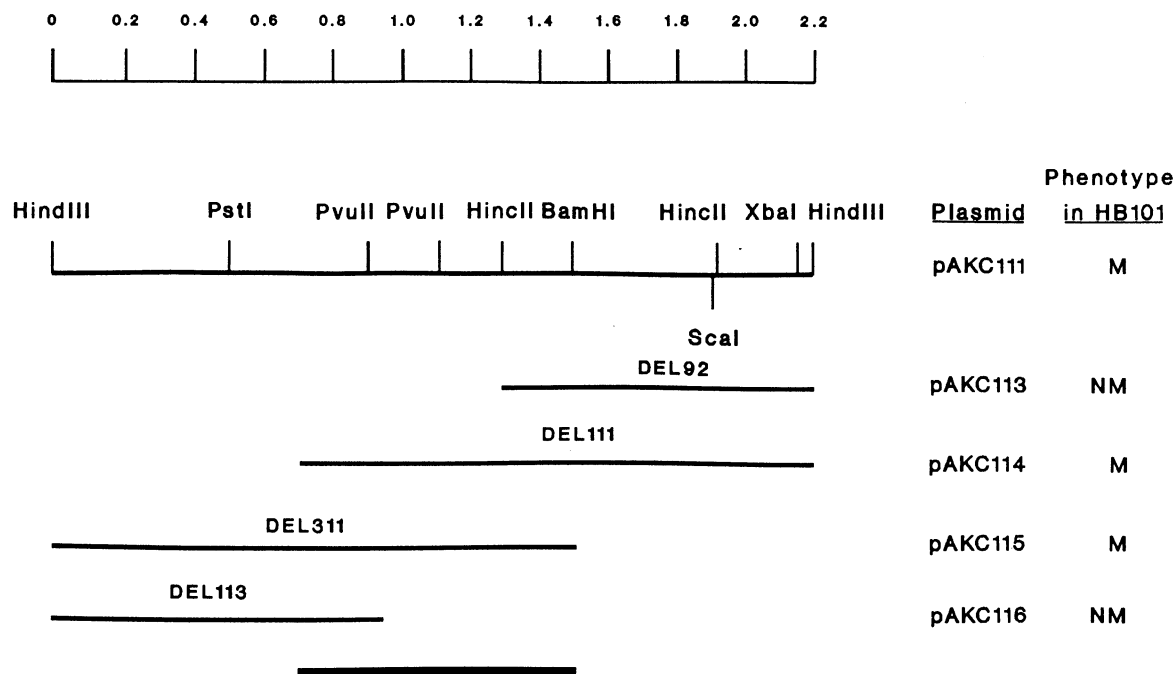 0 0.2 0.4 0.6 0.8 1.0 1.2 1.4 1.6 1.8 2.0 2.2
Phenotype
HindIII PstI PvuII PvuII HincII BamHI HincII XbaI HindIII Plasmid in HB101
pAKC111 M
ScaI
DEL92
pAKC113 NM
DEL111
pAKC114 M
DEL311
pAKC115 M
DEL113
pAKC116 NM